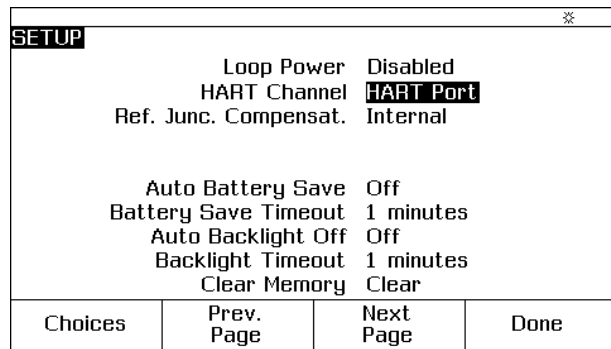 SETUP
Loop Power Disabled
HART Channel HART Port
Ref. Junc. Compensat. Internal
Auto Battery Save Off
Battery Save Timeout 1 minutes
Auto Backlight Off Off
Backlight Timeout 1 minutes
Clear Memory Clear
Choices
Prev.
Page
Next
Page
Done